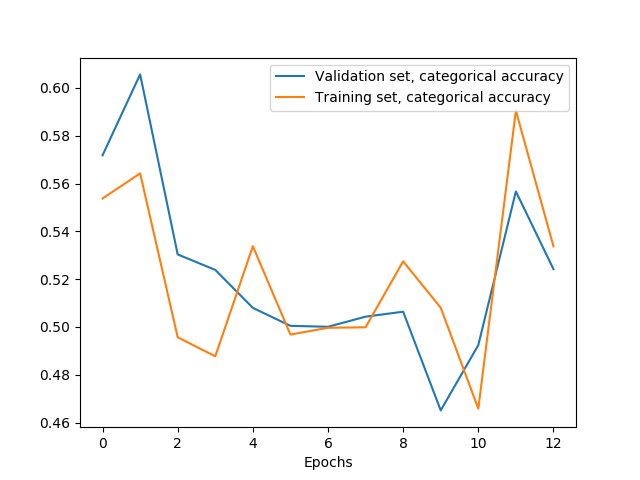 Validation set, categorical accuracy
Training set, categorical accuracy
0.60
0.58
0.56
0.54
0.52
0.50
0.48
0.46
0 2 4 6 8 10 12
Epochs